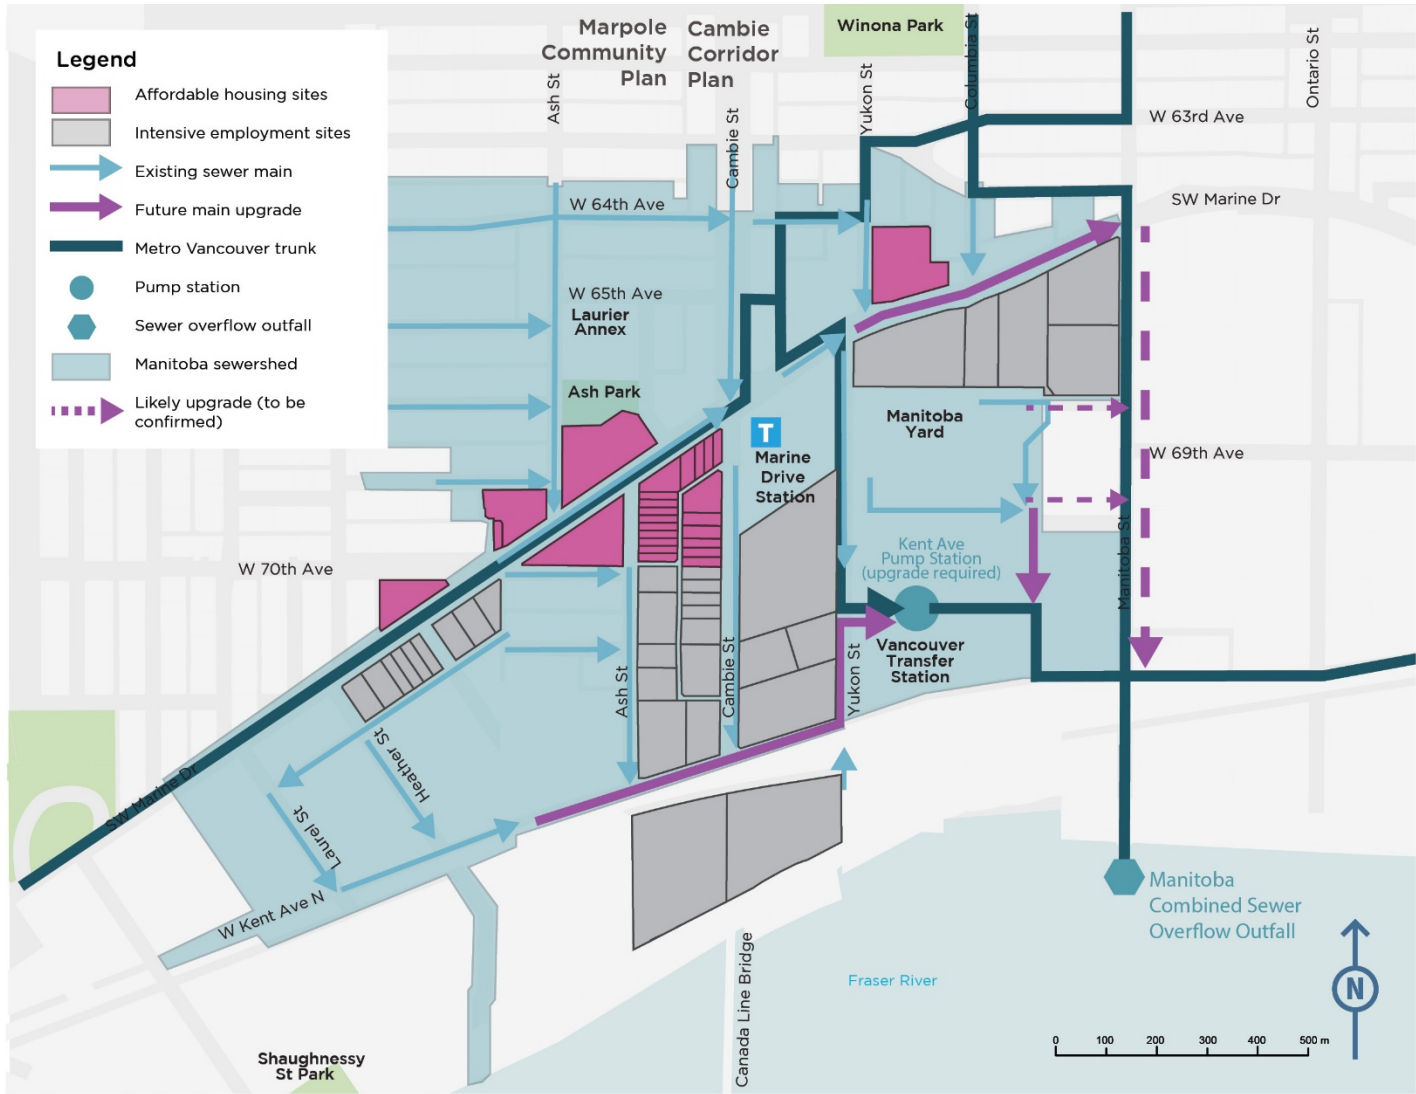 Legend
Affordable housing sites
Intensive employment sites
Existing sewer main
Future main upgrade
Metro Vancouver trunk
Pump station
Sewer overflow outfall
Manitoba sewershed
Likely upgrade (to be
confirmed)
Marpole
Community
Plan
Cambie
Corridor
Plan
Winona Park
Ash St
Cambie St
Yukon St
Columbia St
Ontario St
W 63rd Ave
SW Marine Dr
W 64th Ave
W 65th Ave
Laurier
Annex
Ash Park
T
Marine
Drive
Station
Manitoba
Yard
W 69th Ave
Manitoba St
Kent Ave
Pump Station
(upgrade required)
W 70th Ave
Vancouver
Transfer
Station
Ash St
Cambie St
Yukon St
SW Marine Dr
Heather St
Laurel St
W Kent Ave N
Manitoba
Combined Sewer
Overflow Outfall
Canada Line Bridge
Fraser River
N
0 100 200 300 400 500 m
Shaughnessy
St Park